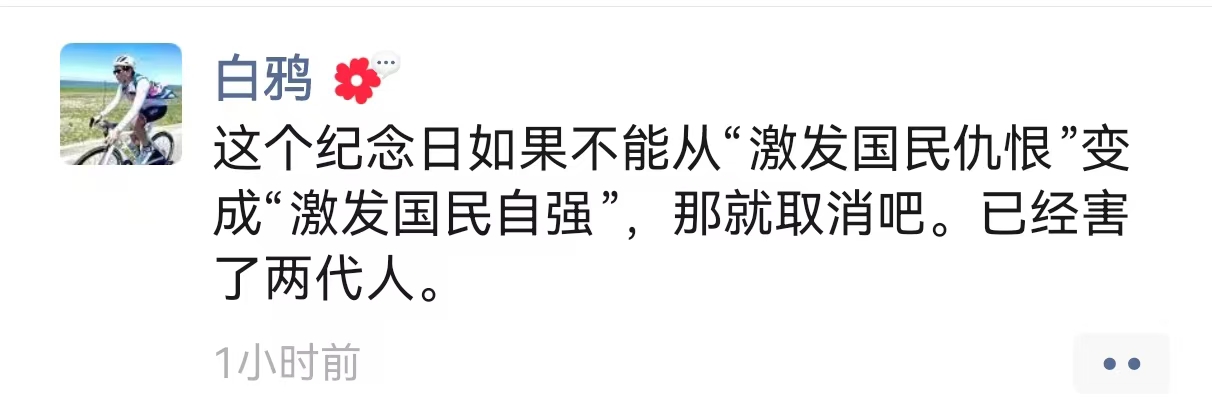 白鸦
这个纪念日如果不能从“激发国民仇恨”变
成“激发国民自强”，那就取消吧。已经害
了两代人。
1小时前